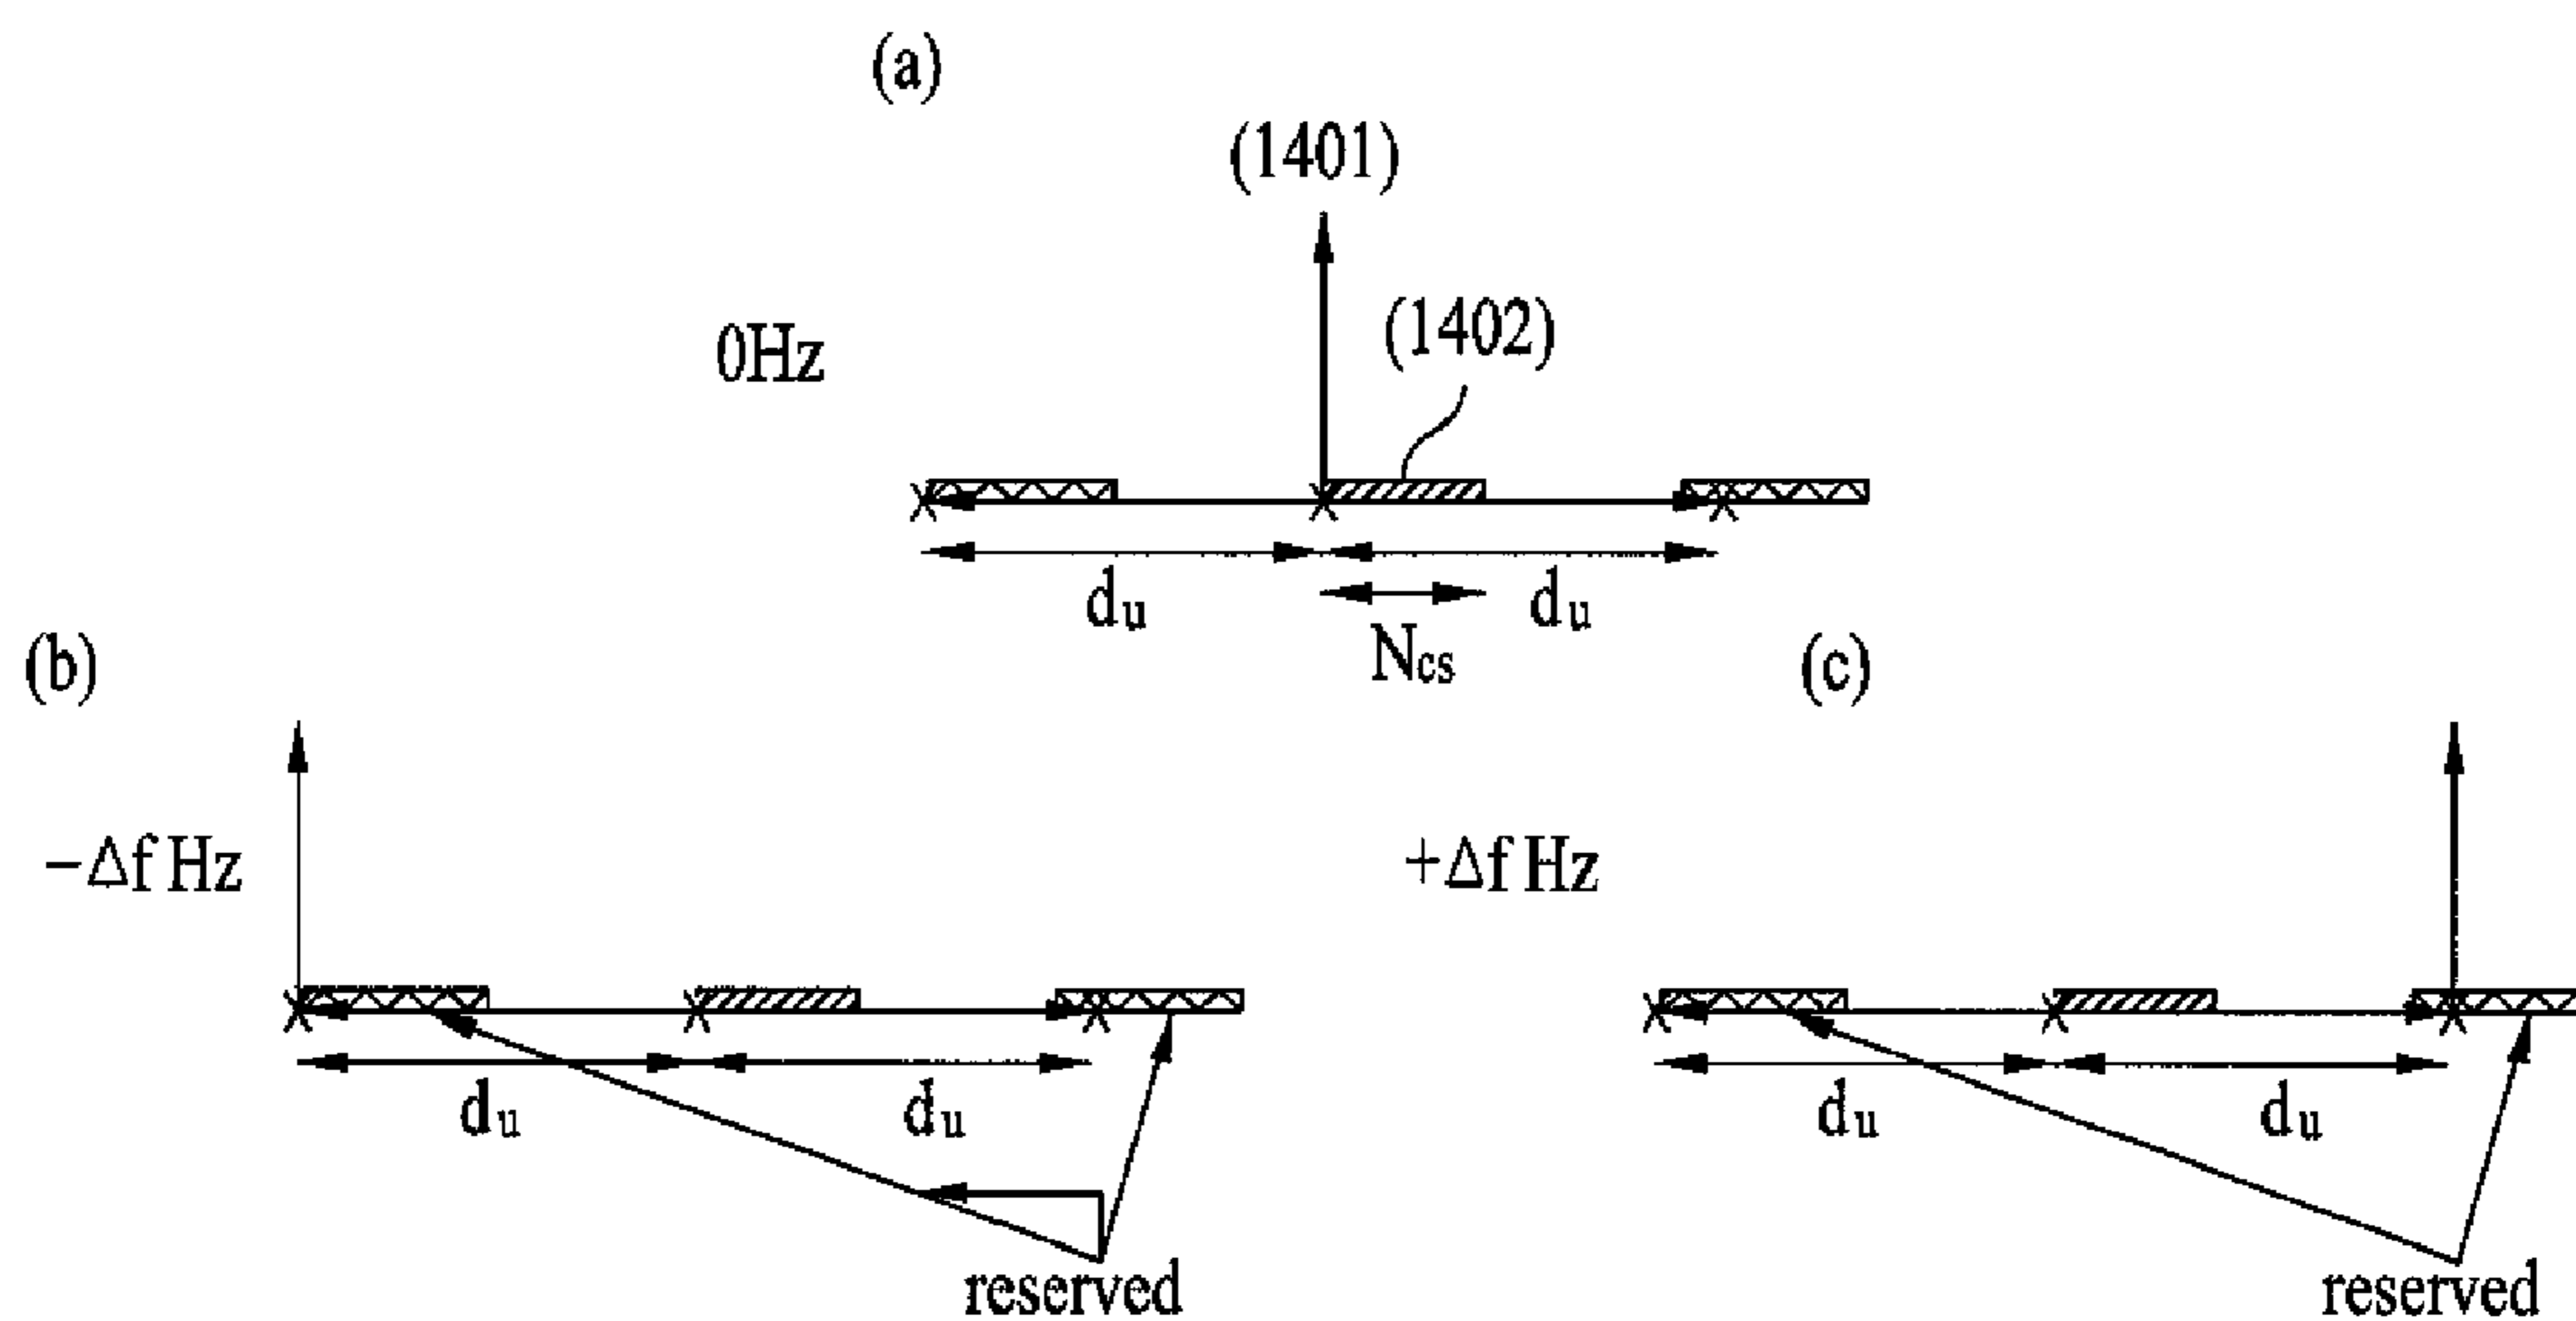 (a)
(1401)
(1402)
0Hz
du du
Ncs
(b)
(c)
−Δf Hz
+Δf Hz
du du
du du
reserved
reserved